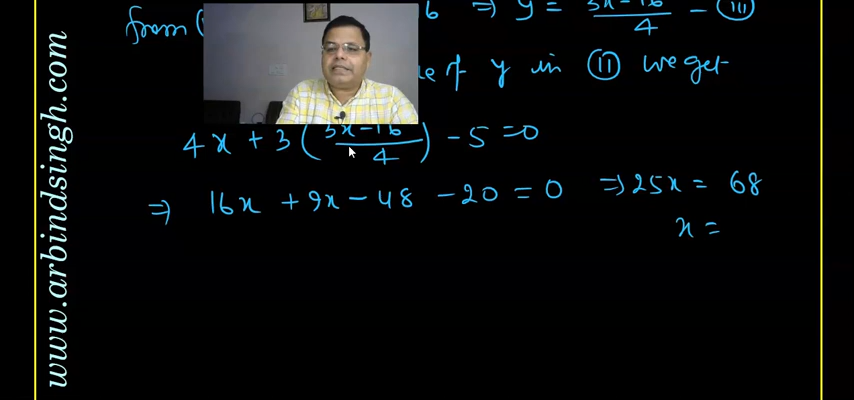 from ( 6 ⇒ y = 3x-16/4 - (III)
of y in (II) we get
4x + 3 (3x-16/4) - 5 = 0
⇒ 16x + 9x - 48 - 20 = 0 ⇒ 25x = 68
x =
www.arbindsingh.com